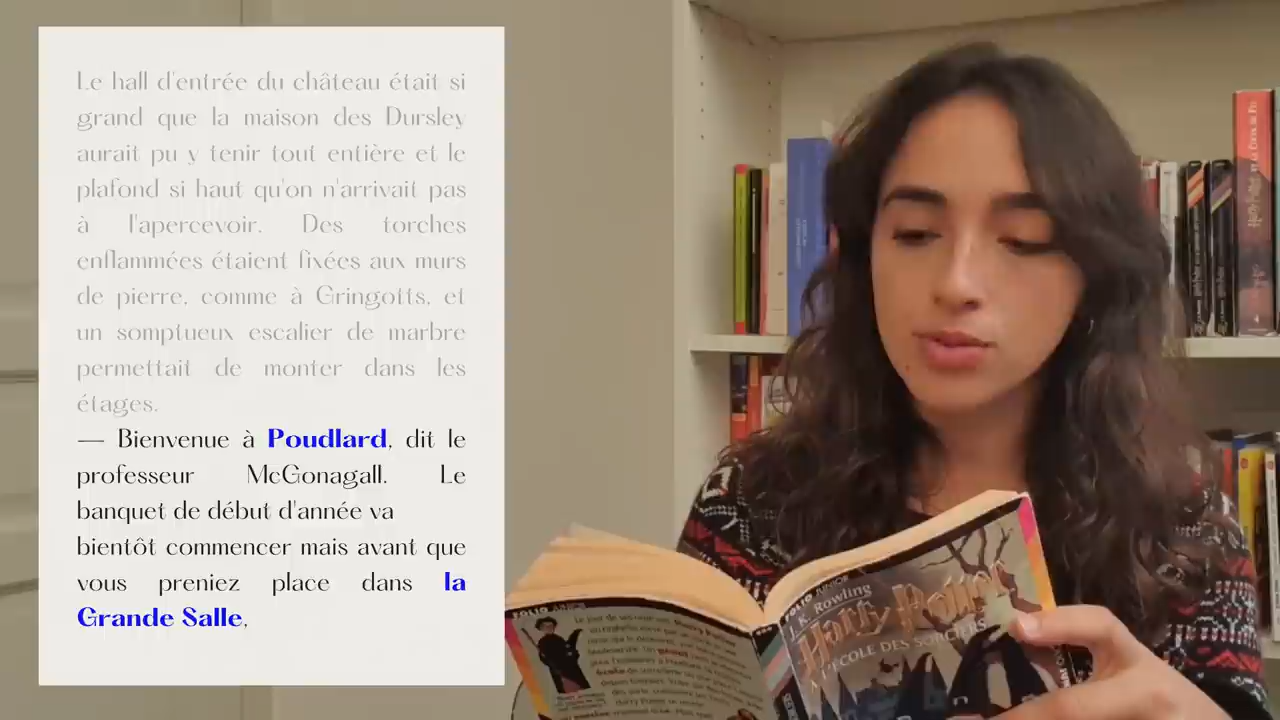 Le hall d'entrée du château était si
grand que la maison des Dursley
aurait pu y tenir tout entière et le
plafond si haut qu'on n'arrivait pas
à l'apercevoir. Des torches
enflammées étaient fixées aux murs
de pierre, comme à Gringotts, et
un somptueux escalier de marbre
permettait de monter dans les
étages.
— Bienvenue à Poudlard, dit le
professeur McGonagall. Le
banquet de début d'année va
bientôt commencer mais avant que
vous preniez place dans la
Grande Salle,
FOLIO JUNIOR
J.K. Rowling
Harry Potter
À L'ÉCOLE DES SORCIERS
FOLIO JUNIOR